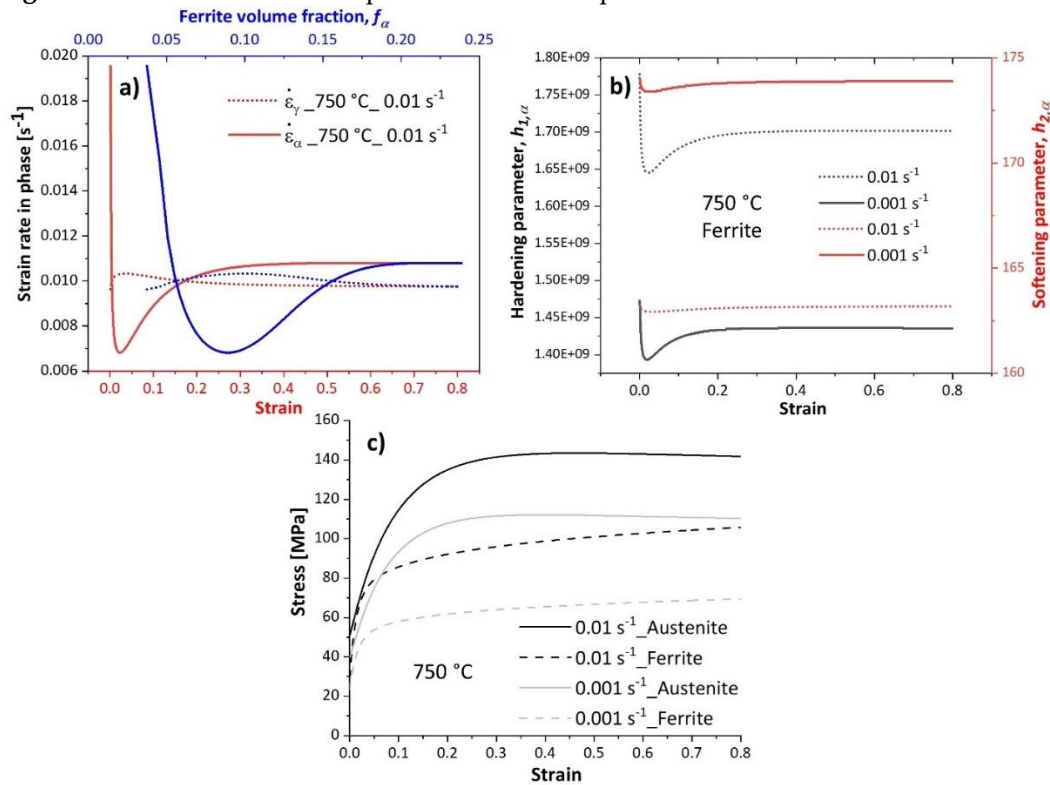 Ferrite volume fraction, fα
0.00 0.05 0.10 0.15 0.20 0.25
a)
ε̇γ _750 °C_ 0.01 s-1
ε̇α _750 °C_ 0.01 s-1
Strain rate in phase [s-1]
0.020
0.018
0.016
0.014
0.012
0.010
0.008
0.006
0.0 0.1 0.2 0.3 0.4 0.5 0.6 0.7 0.8
Strain
b)
Hardening parameter, h1,α
1.80E+09
1.75E+09
1.70E+09
1.65E+09
1.60E+09
1.55E+09
1.50E+09
1.45E+09
1.40E+09
750 °C
Ferrite
0.01 s-1
0.001 s-1
0.01 s-1
0.001 s-1
175
170
165
160
Softening parameter, h2,α
0.0 0.2 0.4 0.6 0.8
Strain
c)
Stress [MPa]
160
140
120
100
80
60
40
20
0
750 °C
0.01 s-1_Austenite
0.01 s-1_Ferrite
0.001 s-1_Austenite
0.001 s-1_Ferrite
0.0 0.1 0.2 0.3 0.4 0.5 0.6 0.7 0.8
Strain